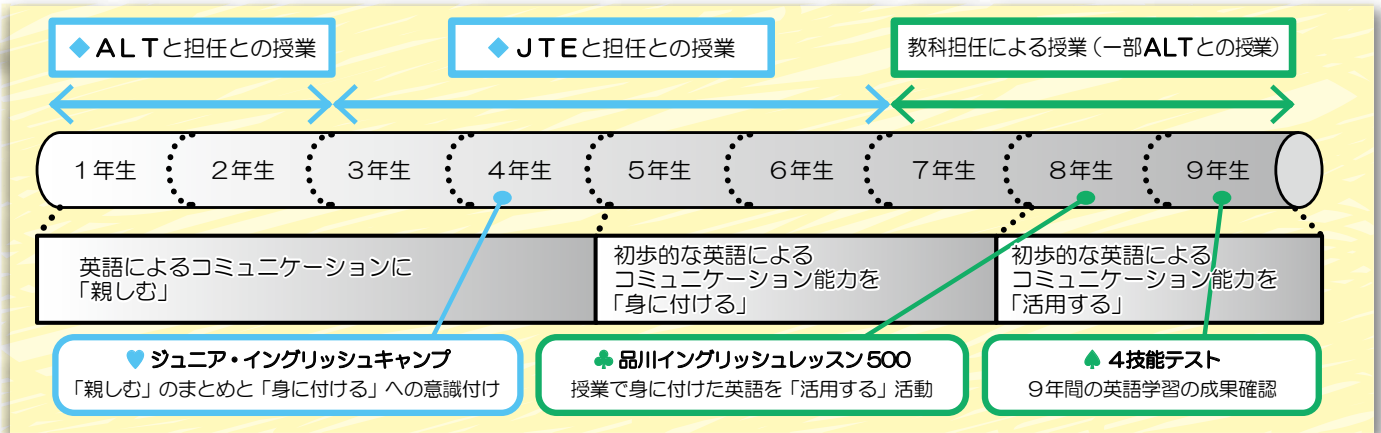 ◆ALTと担任との授業
◆JTEと担任との授業
教科担任による授業(一部ALTとの授業)
1年生
2年生
3年生
4年生
5年生
6年生
7年生
8年生
9年生
英語によるコミュニケーションに
「親しむ」
初歩的な英語による
コミュニケーション能力を
「身に付ける」
初歩的な英語による
コミュニケーション能力を
「活用する」
♥ジュニア・イングリッシュキャンプ
「親しむ」のまとめと「身に付ける」への意識付け
♣品川イングリッシュレッスン500
授業で身に付けた英語を「活用する」活動
♠4技能テスト
9年間の英語学習の成果確認